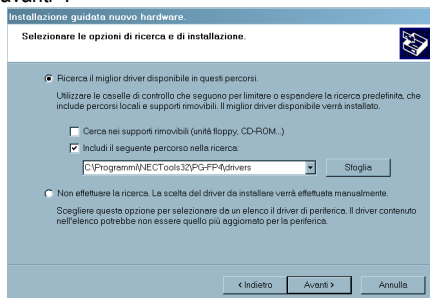 avanti".
Installazione guidata nuovo hardware.
Selezionare le opzioni di ricerca e di installazione.
Ricerca il miglior driver disponibile in questi percorsi.
Utilizzare le caselle di controllo che seguono per limitare o espandere la ricerca predefinita, che
include percorsi locali e supporti rimovibili. Il miglior driver disponibile verrà installato.
Cerca nei supporti rimovibili (unità floppy, CD-ROM...)
Includi il seguente percorso nella ricerca:
C:\Programmi\NECTools32\PG-FP4\drivers
Sfoglia
Non effettuare la ricerca. La scelta del driver da installare verrà effettuata manualmente.
Scegliere questa opzione per selezionare da un elenco il driver di periferica. Il driver contenuto
nell'elenco potrebbe non essere quello più aggiornato per la periferica.
< Indietro Avanti > Annulla